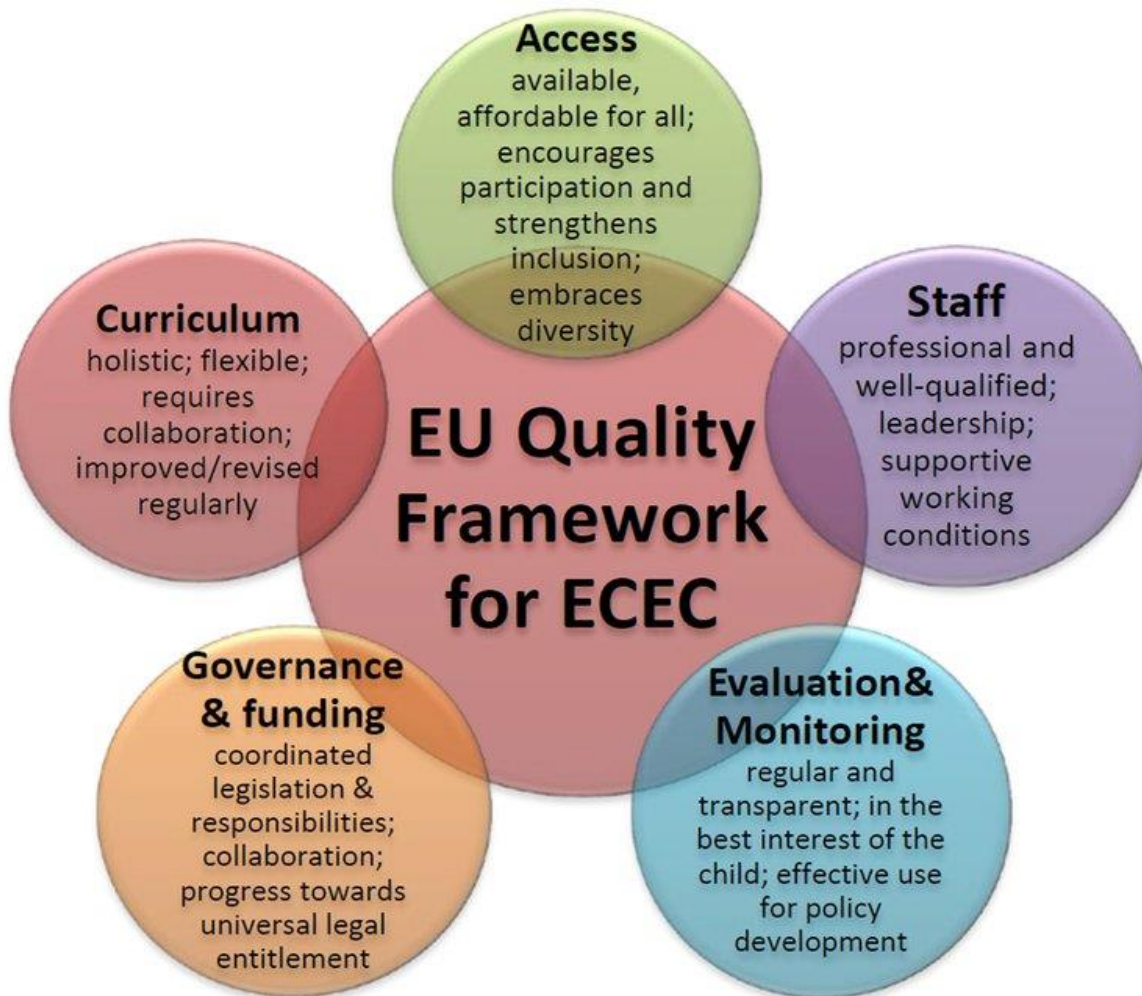 Access
available,
affordable for all;
encourages
participation and
strengthens
inclusion;
embraces
diversity
Staff
professional and
well-qualified;
leadership;
supportive
working
conditions
Evaluation&
Monitoring
regular and
transparent; in the
best interest of the
child; effective use
for policy
development
Governance
& funding
coordinated
legislation &
responsibilities;
collaboration;
progress towards
universal legal
entitlement
Curriculum
holistic; flexible;
requires
collaboration;
improved/revised
regularly
EU Quality
Framework
for ECEC